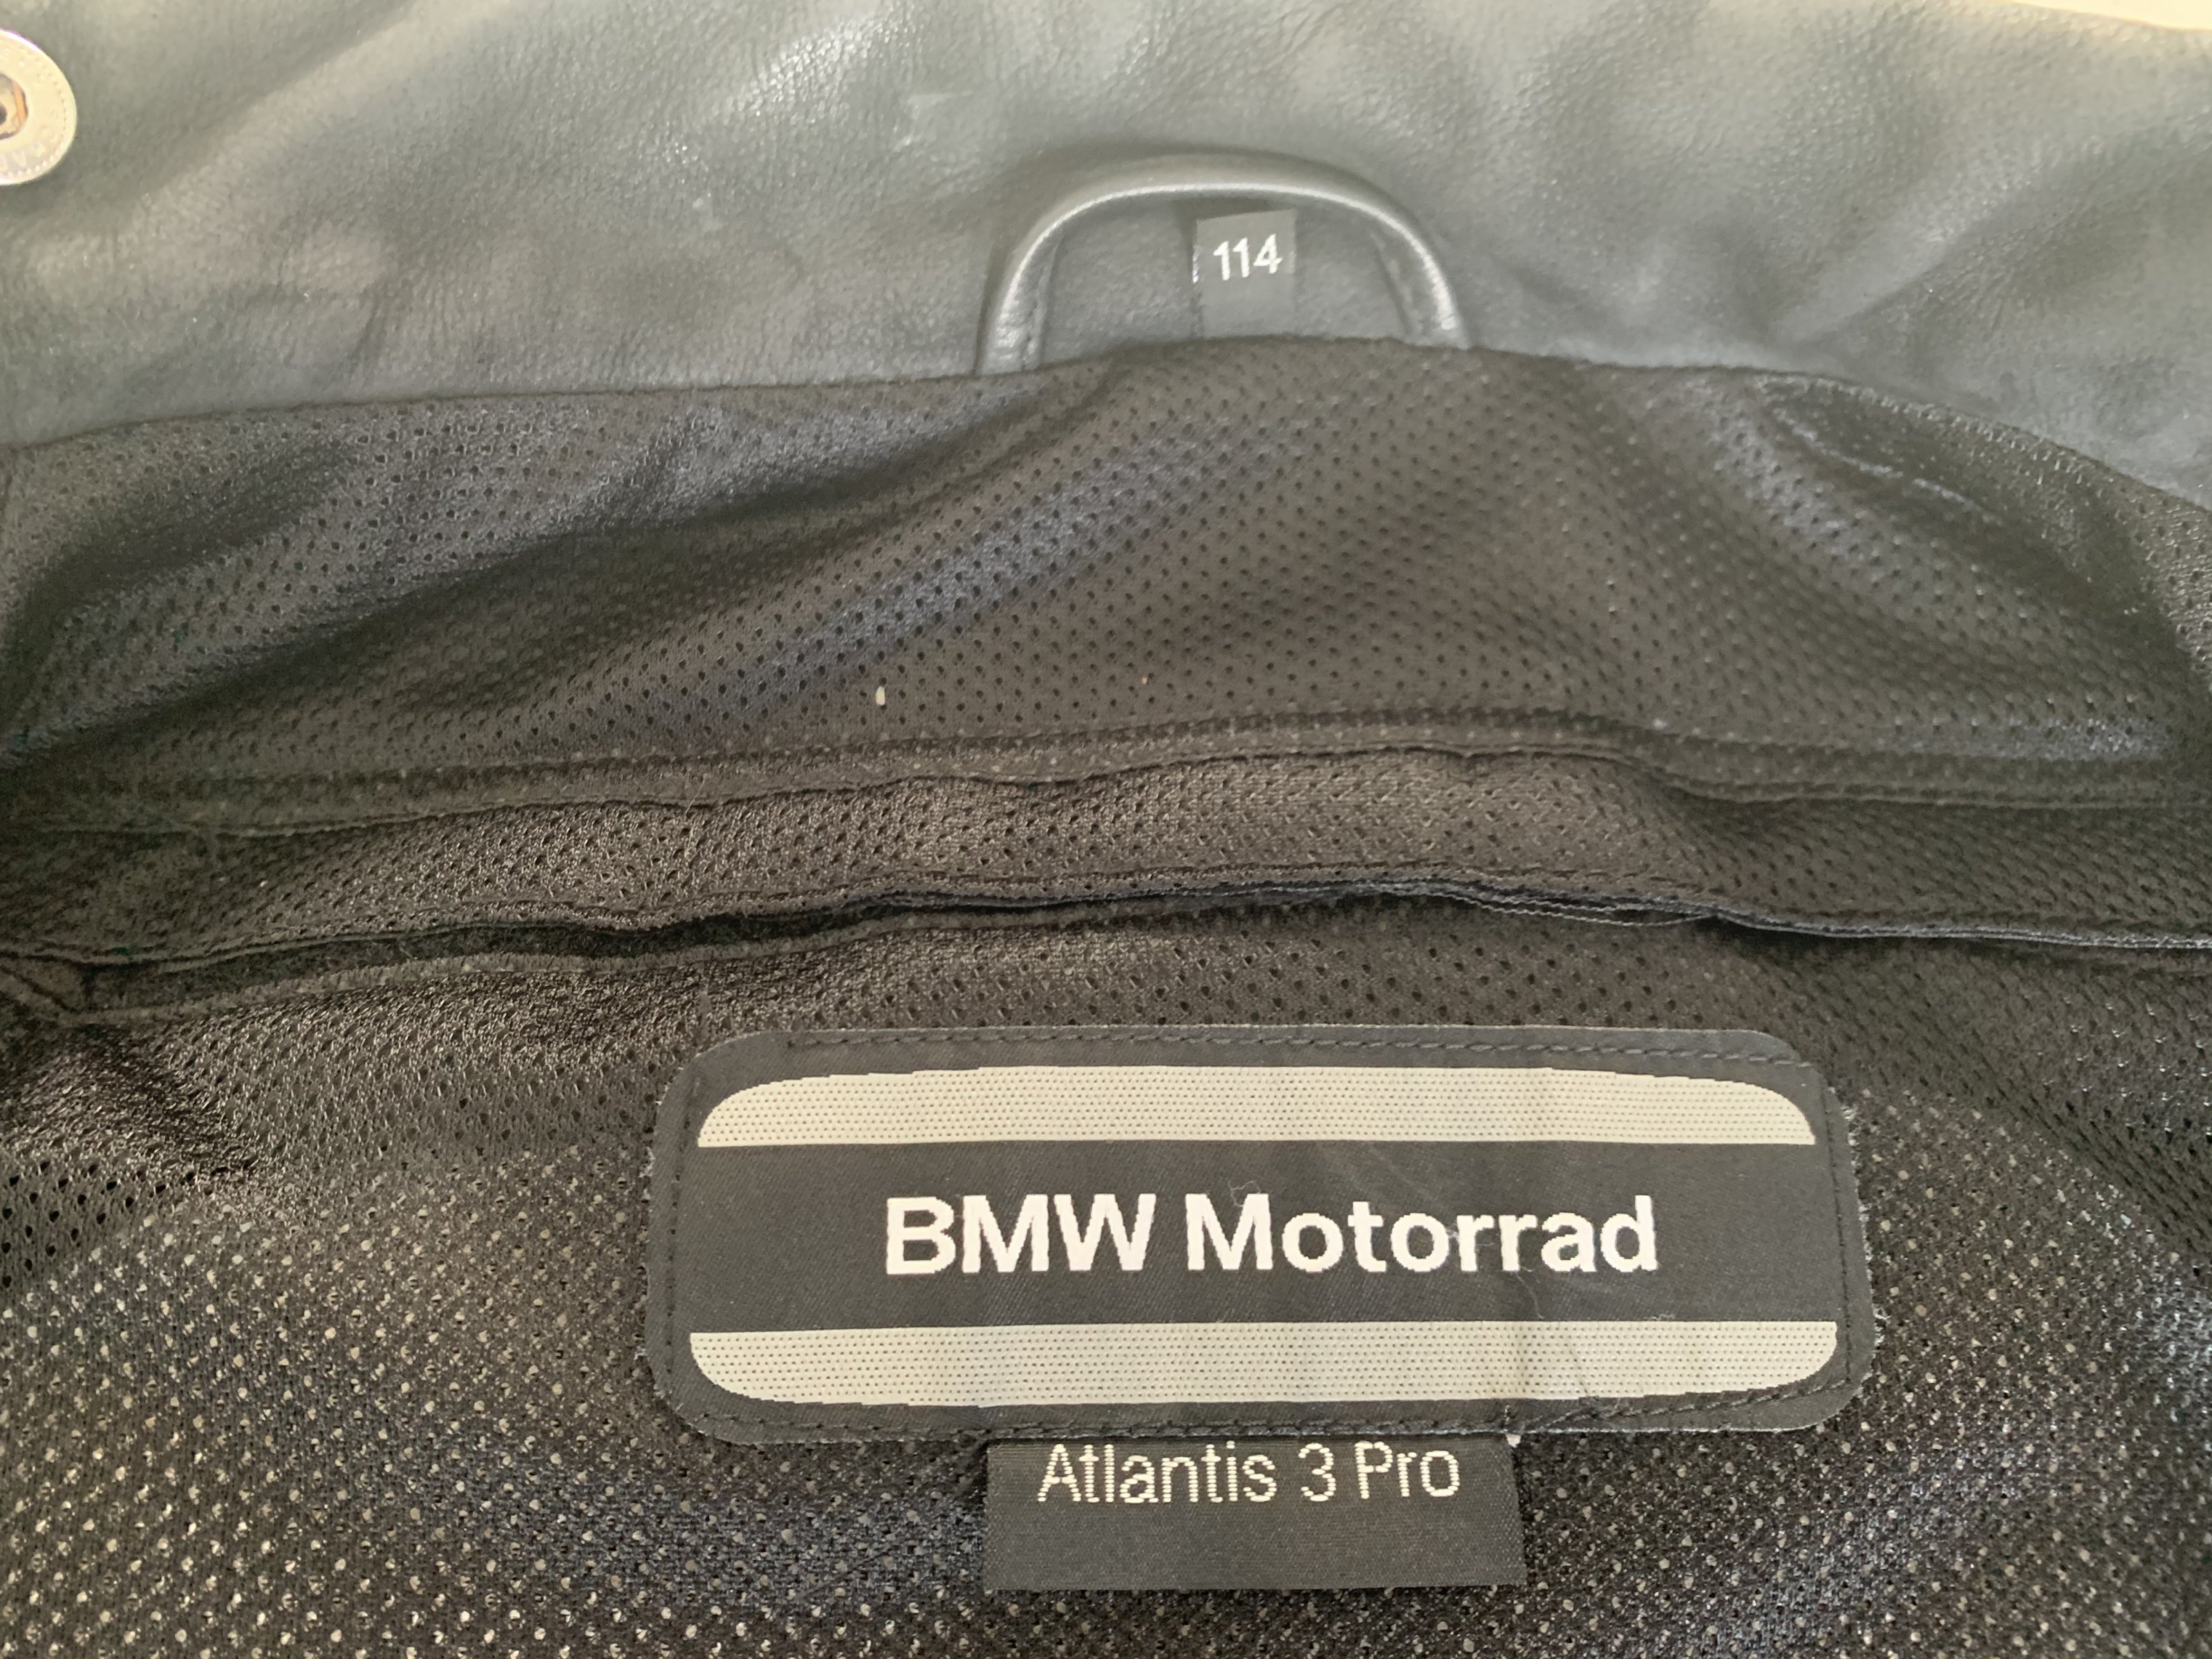 114
BMW Motorrad
Atlantis 3 Pro